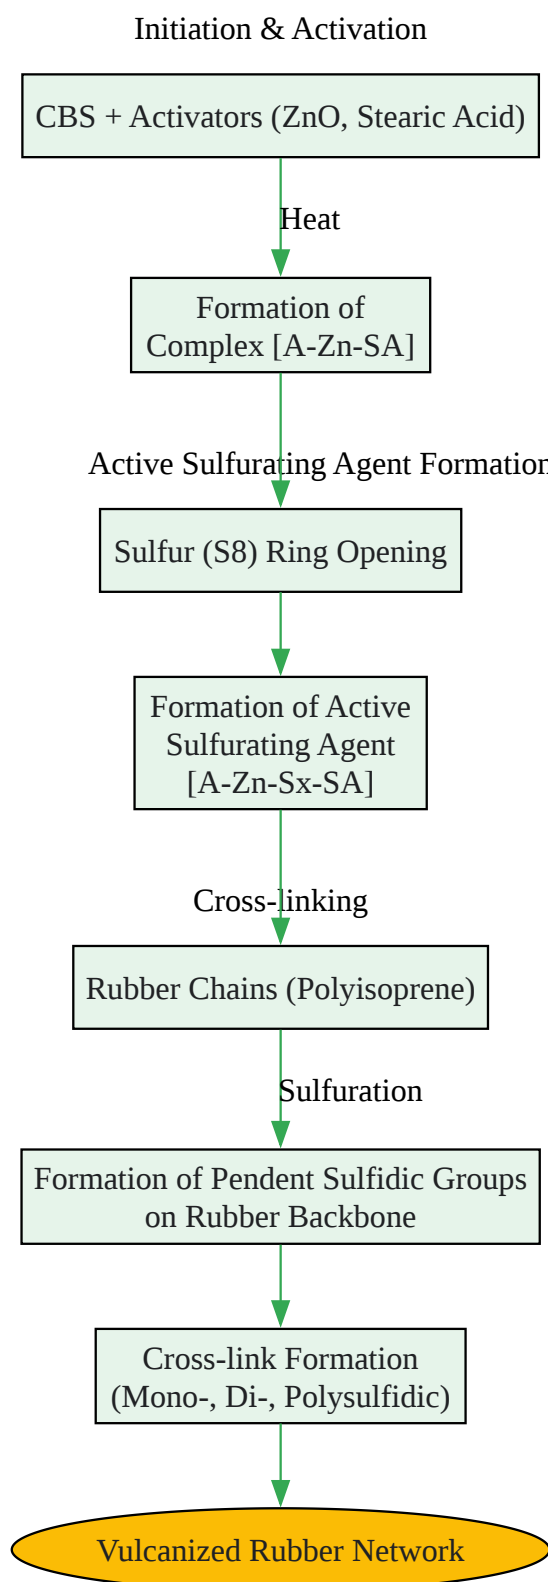 Initiation & Activation
CBS + Activators (ZnO, Stearic Acid)
Heat
Formation of
Complex [A-Zn-SA]
Active Sulfurating Agent Formation
Sulfur (S8) Ring Opening
Formation of Active
Sulfurating Agent
[A-Zn-Sx-SA]
Cross-linking
Rubber Chains (Polyisoprene)
Sulfuration
Formation of Pendent Sulfidic Groups
on Rubber Backbone
Cross-link Formation
(Mono-, Di-, Polysulfidic)
Vulcanized Rubber Network